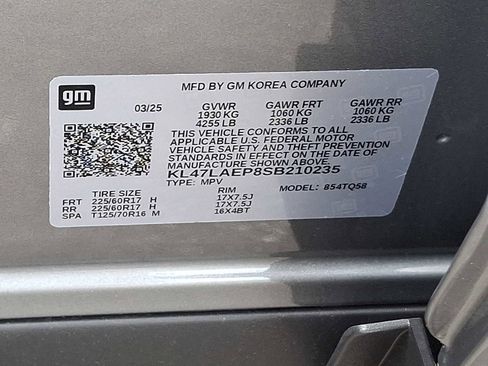 gm
MFD BY GM KOREA COMPANY
03/25 GVWR GAWR FRT GAWR RR
1930 KG 1060 KG 1060 KG
4255 LB 2336 LB 2336 LB
THIS VEHICLE CONFORMS TO ALL
APPLICABLE U.S. FEDERAL MOTOR
VEHICLE SAFETY AND THEFT PREVENTION
STANDARDS IN EFFECT ON THE DATE OF
MANUFACTURE SHOWN ABOVE.
KL47LAEP8SB210235
TYPE: MPV MODEL: 854TQ58
TIRE SIZE RIM
FRT 225/60R17 H 17X7.5J
RR 225/60R17 H 17X7.5J
SPA T125/70R16 M 16X4BT